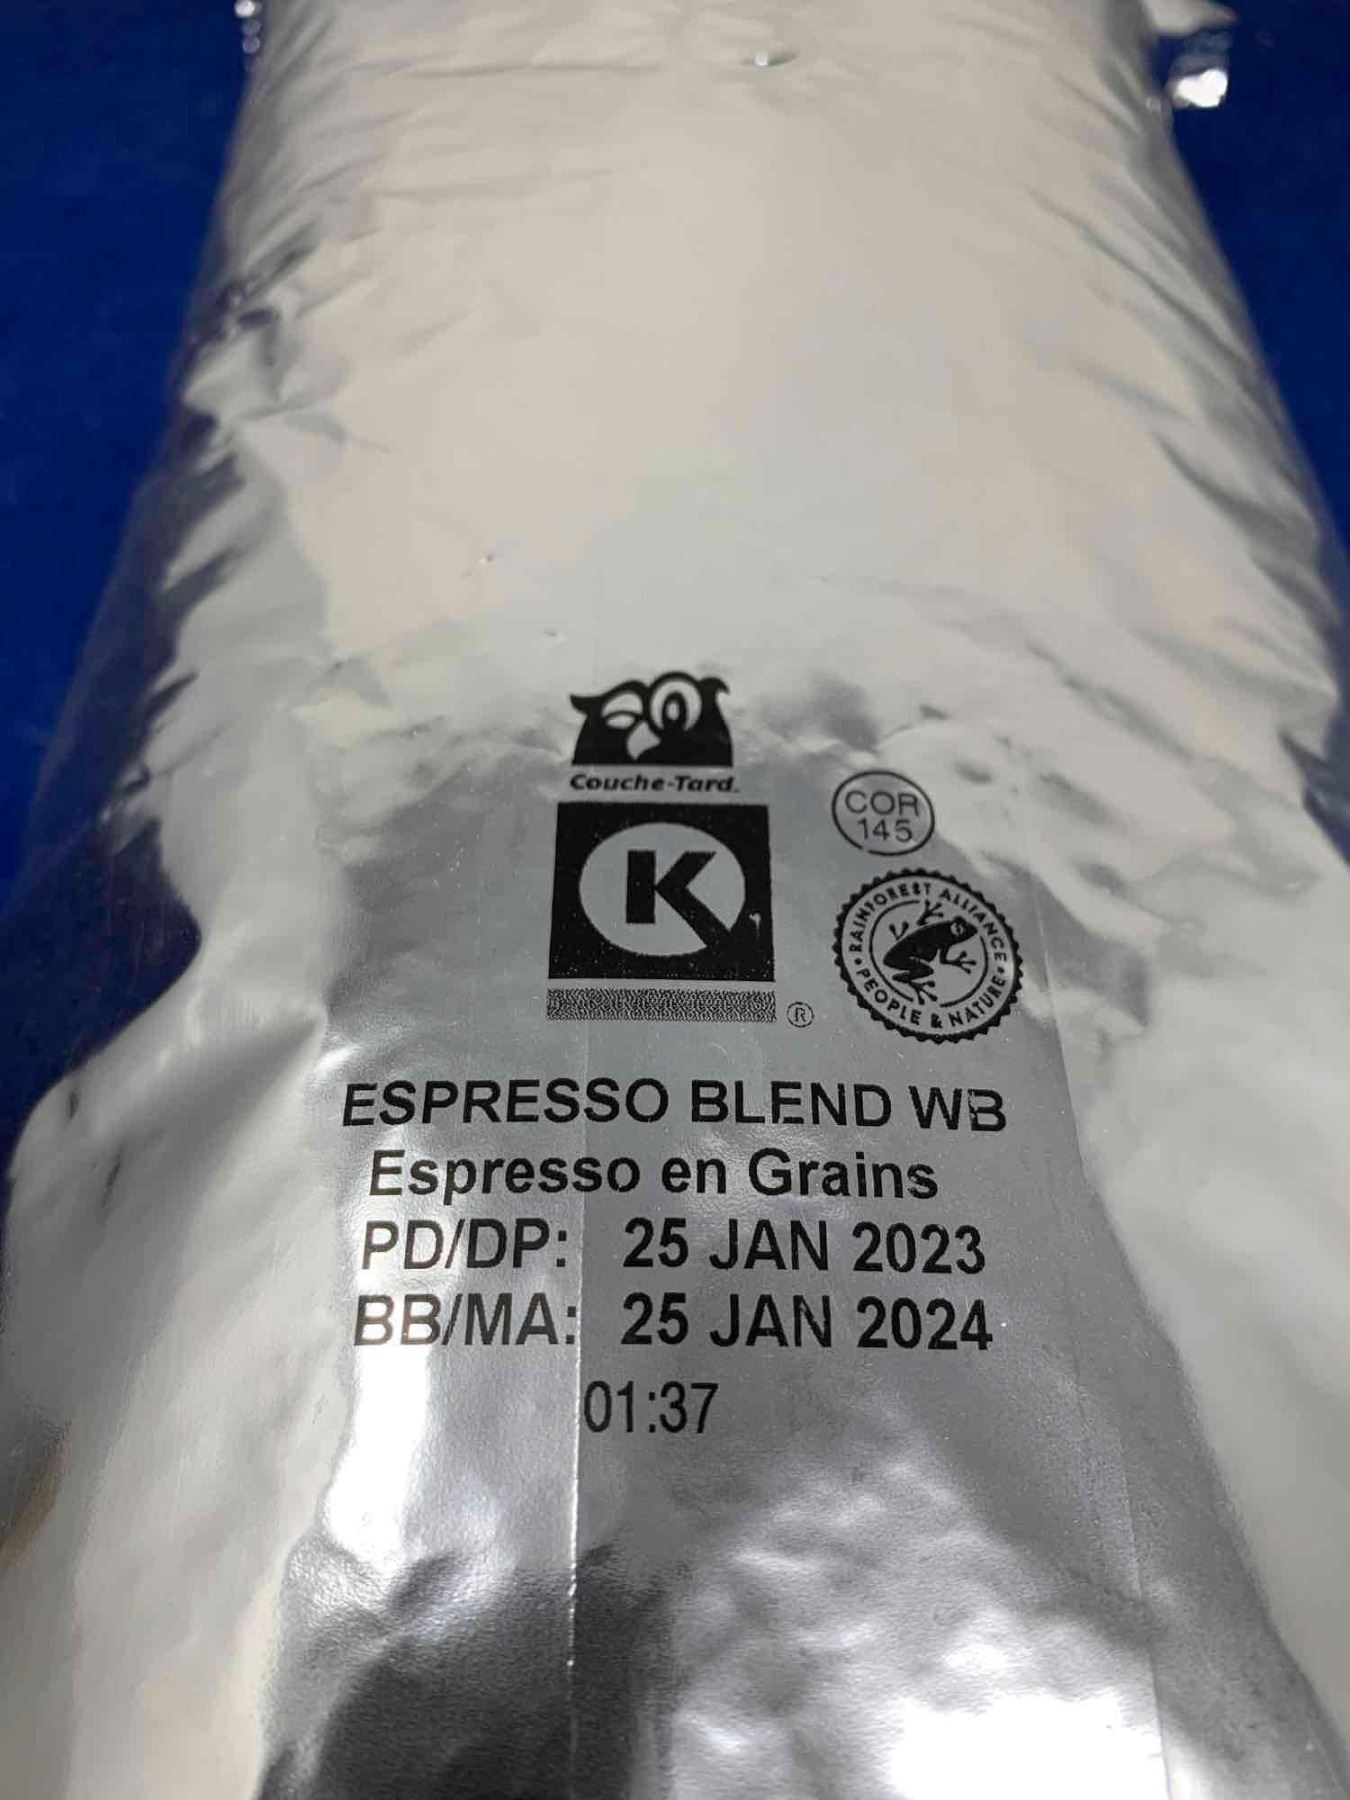 Couche-Tard.
K
®
COR
145
RAINFOREST ALLIANCE
PEOPLE & NATURE
ESPRESSO BLEND WB
Espresso en Grains
PD/DP: 25 JAN 2023
BB/MA: 25 JAN 2024
01:37